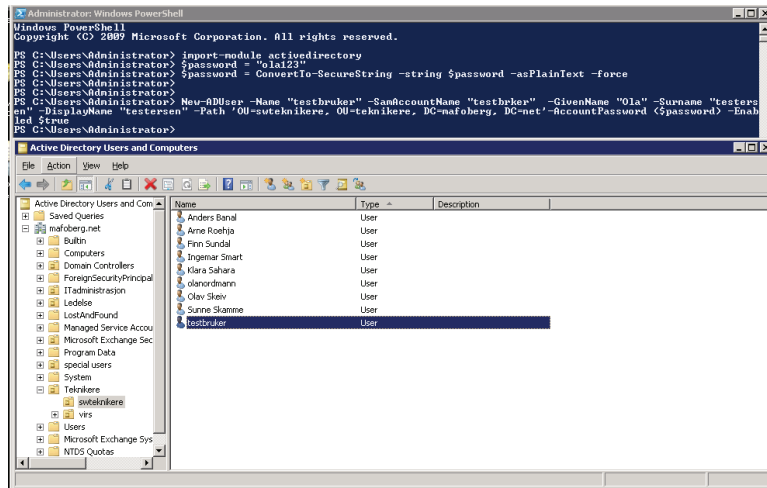 Administrator: Windows PowerShell
Windows PowerShell
Copyright (C) 2009 Microsoft Corporation. All rights reserved.
PS C:\Users\Administrator> import-module activedirectory
PS C:\Users\Administrator> $password = "ola123"
PS C:\Users\Administrator> $password = ConvertTo-SecureString -string $password -asPlainText -force
PS C:\Users\Administrator>
PS C:\Users\Administrator>
PS C:\Users\Administrator> New-ADUser -Name "testbruker" -SamAccountName "testbrker"  -GivenName "Ola" -Surname "testers
en" -DisplayName "testersen" -Path 'OU=swteknikere, OU=teknikere, DC=mafoberg, DC=net'-AccountPassword ($password) -Enab
led $true
PS C:\Users\Administrator>
Active Directory Users and Computers
File Action View Help
Active Directory Users and Com
Saved Queries
mafoberg.net
Builtin
Computers
Domain Controllers
ForeignSecurityPrincipal
ITadministrasjon
Ledelse
LostAndFound
Managed Service Accou
Microsoft Exchange Sec
Program Data
special users
System
Teknikere
swteknikere
virs
Users
Microsoft Exchange Sys
NTDS Quotas
Name Type Description
Anders Banal User
Arne Roehja User
Finn Sundal User
Ingemar Smart User
Klara Sahara User
olanordmann User
Olav Skeiv User
Sunne Skamme User
testbruker User